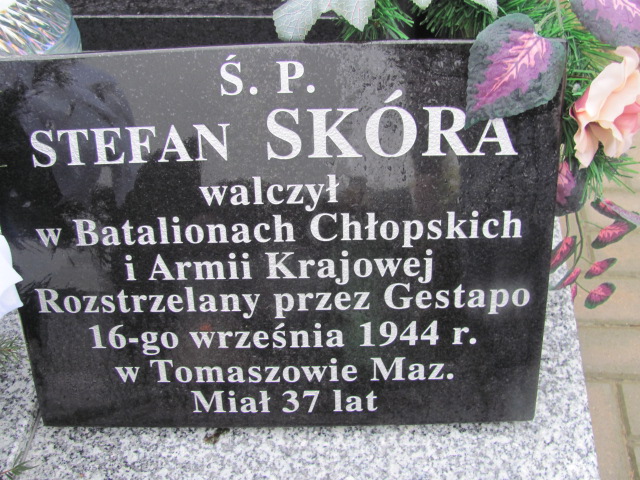 Ś. P.
STEFAN SKÓRA
walczył
w Batalionach Chłopskich
i Armii Krajowej
Rozstrzelany przez Gestapo
16-go września 1944 r.
w Tomaszowie Maz.
Miał 37 lat